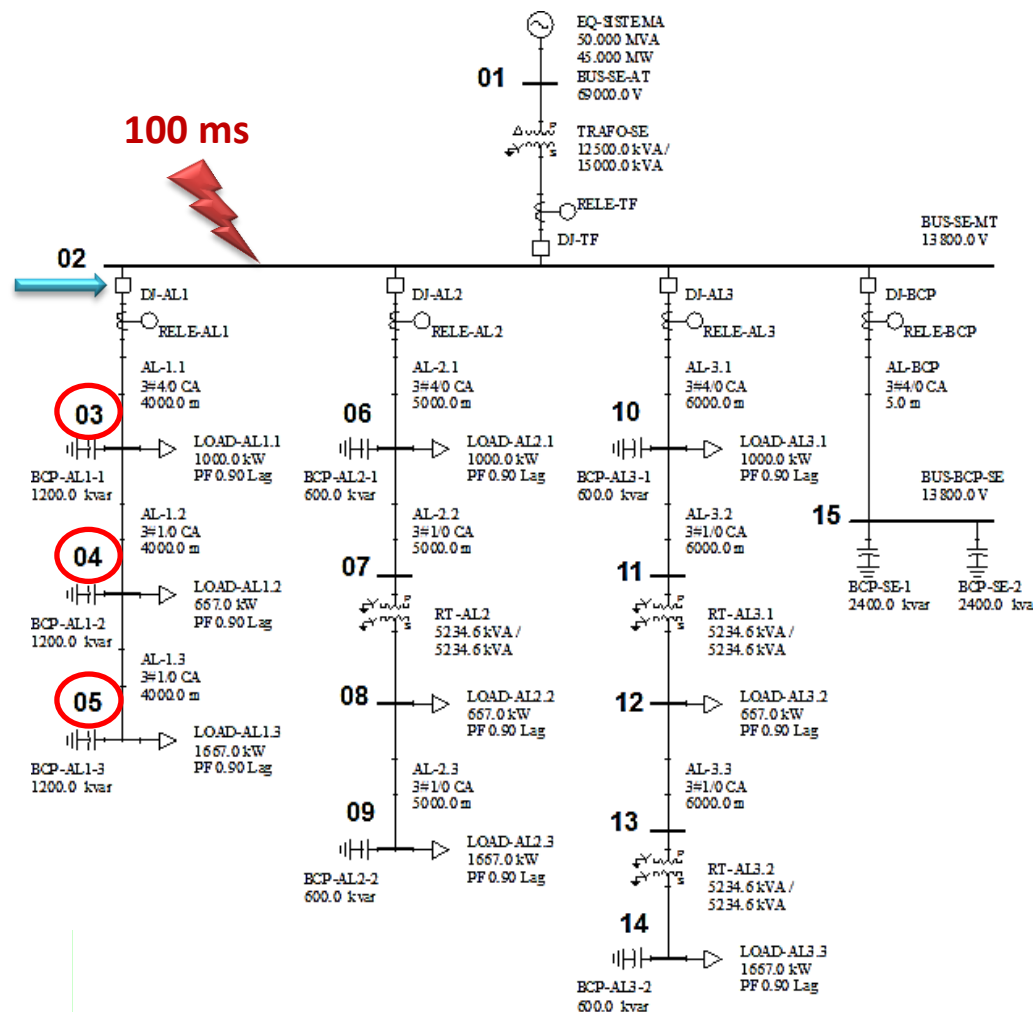 EQ-SISTEMA
50.000 MVA
45.000 MW
01
BUS-SE-AT
69000.0 V
100 ms
TRAFO-SE
12500.0 kVA /
15000.0 kVA
RELE-TF
DJ-TF
BUS-SE-MT
13800.0 V
02
DJ-AL1
RELE-AL1
AL-1.1
3#4/0 CA
4000.0 m
03
BCP-AL1-1
1200.0 kvar
LOAD-AL1.1
1000.0 kW
PF 0.90 Lag
AL-1.2
3#1/0 CA
4000.0 m
04
BCP-AL1-2
1200.0 kvar
LOAD-AL1.2
667.0 kW
PF 0.90 Lag
AL-1.3
3#1/0 CA
4000.0 m
05
BCP-AL1-3
1200.0 kvar
LOAD-AL1.3
1667.0 kW
PF 0.90 Lag
DJ-AL2
RELE-AL2
AL-2.1
3#4/0 CA
5000.0 m
06
BCP-AL2-1
600.0 kvar
LOAD-AL2.1
1000.0 kW
PF 0.90 Lag
AL-2.2
3#1/0 CA
5000.0 m
07
RT-AL2
5234.6 kVA /
5234.6 kVA
08
LOAD-AL2.2
667.0 kW
PF 0.90 Lag
AL-2.3
3#1/0 CA
5000.0 m
09
BCP-AL2-2
600.0 kvar
LOAD-AL2.3
1667.0 kW
PF 0.90 Lag
DJ-AL3
RELE-AL3
AL-3.1
3#4/0 CA
6000.0 m
10
BCP-AL3-1
600.0 kvar
LOAD-AL3.1
1000.0 kW
PF 0.90 Lag
AL-3.2
3#1/0 CA
6000.0 m
11
RT-AL3.1
5234.6 kVA /
5234.6 kVA
12
LOAD-AL3.2
667.0 kW
PF 0.90 Lag
AL-3.3
3#1/0 CA
6000.0 m
13
RT-AL3.2
5234.6 kVA /
5234.6 kVA
14
BCP-AL3-2
600.0 kvar
LOAD-AL3.3
1667.0 kW
PF 0.90 Lag
DJ-BCP
RELE-BCP
AL-BCP
3#4/0 CA
5.0 m
BUS-BCP-SE
13800.0 V
15
BCP-SE-1
2400.0 kvar
BCP-SE-2
2400.0 kva